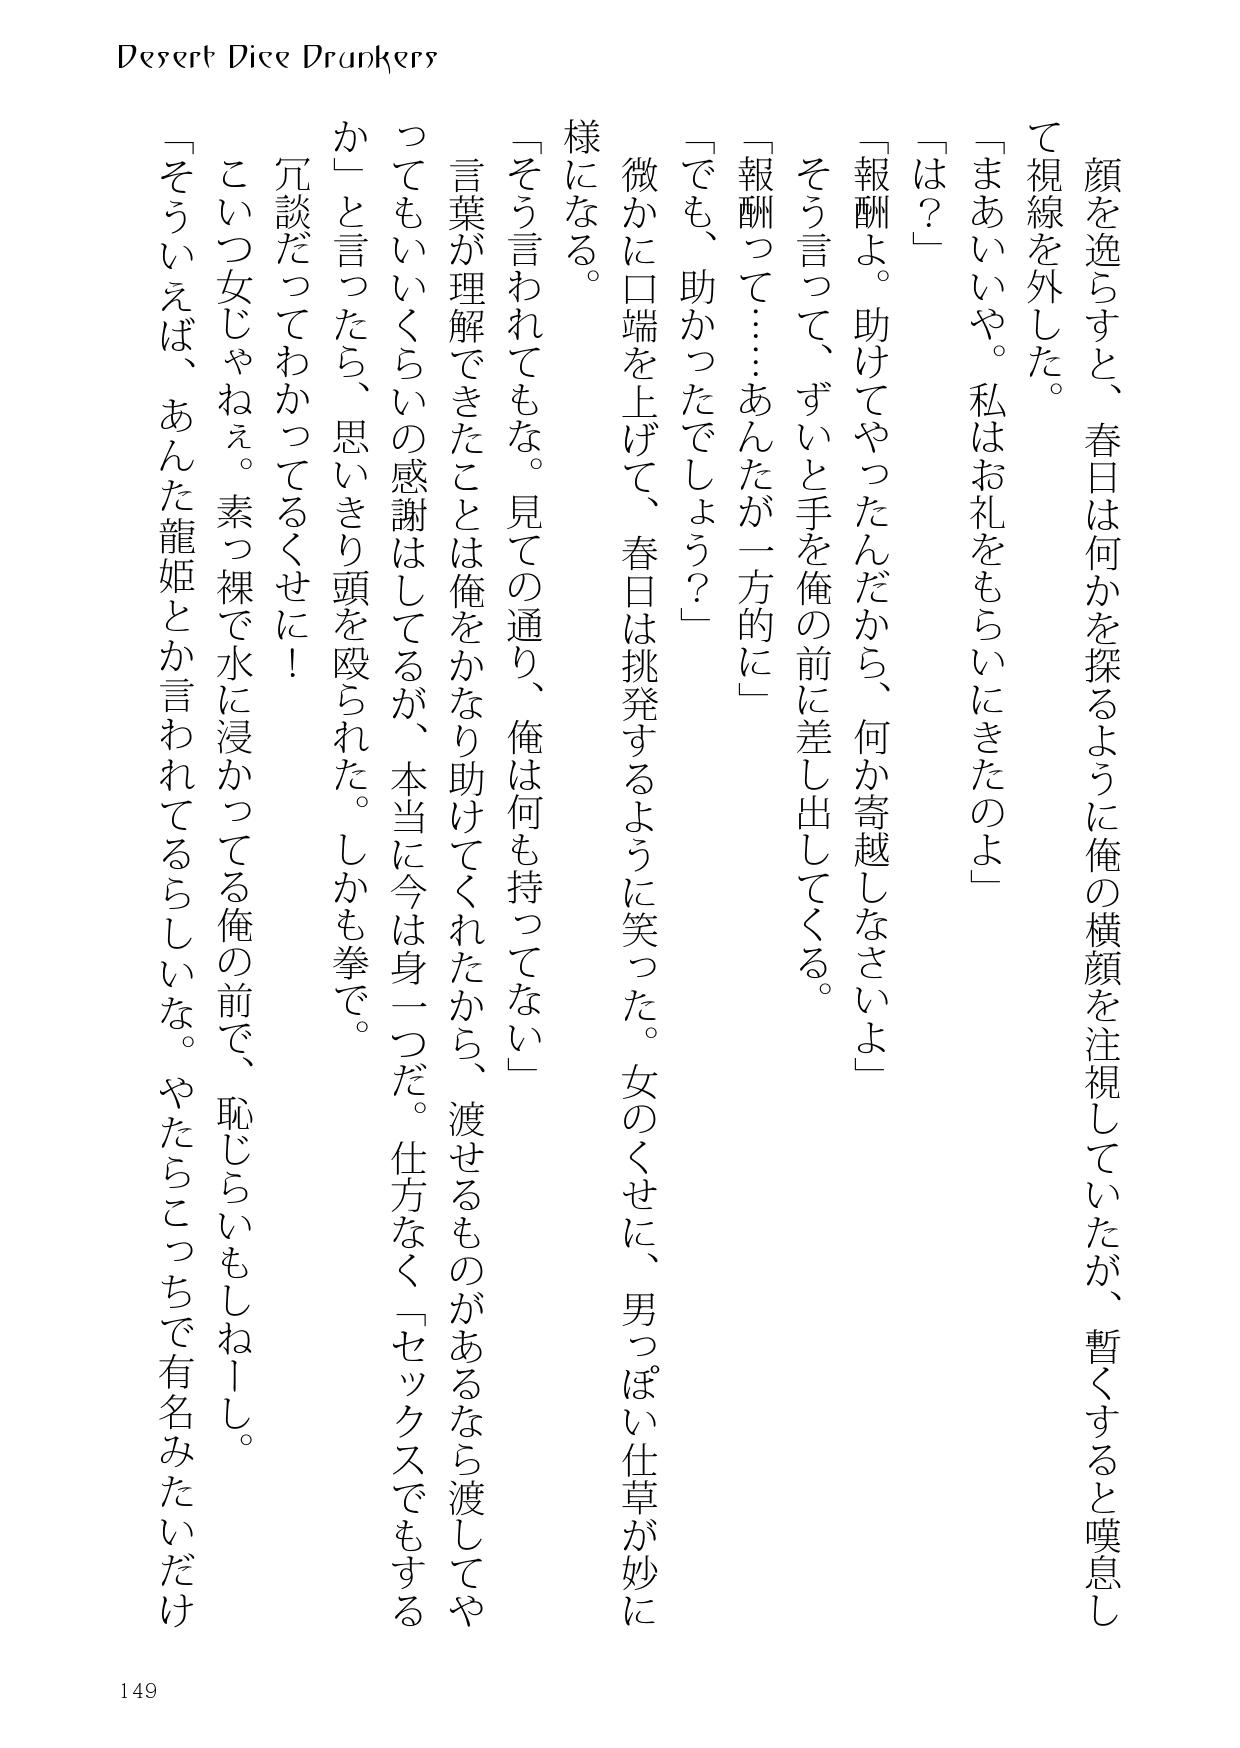 Desert Dice Drunkers
顔を逸らすと、春日は何かを探るように俺の横顔を注視していたが、暫くすると嘆息し
て視線を外した。
「まあいいや。私はお礼をもらいにきたのよ」
「は？」
「報酬よ。助けてやったんだから、何か寄越しなさいよ」
そう言って、ずいと手を俺の前に差し出してくる。
「報酬って……あんたが一方的に」
「でも、助かったでしょう？」
微かに口端を上げて、春日は挑発するように笑った。女のくせに、男っぽい仕草が妙に
様になる。
「そう言われてもな。見ての通り、俺は何も持ってない」
言葉が理解できたことは俺をかなり助けてくれたから、渡せるものがあるなら渡してや
ってもいいくらいの感謝はしてるが、本当に今は身一つだ。仕方なく「セックスでもする
か」と言ったら、思いきり頭を殴られた。しかも拳で。
冗談だってわかってるくせに！
こいつ女じゃねぇ。素っ裸で水に浸かってる俺の前で、恥じらいもしねーし。
「そういえば、あんた龍姫とか言われてるらしいな。やたらこっちで有名みたいだけ
149